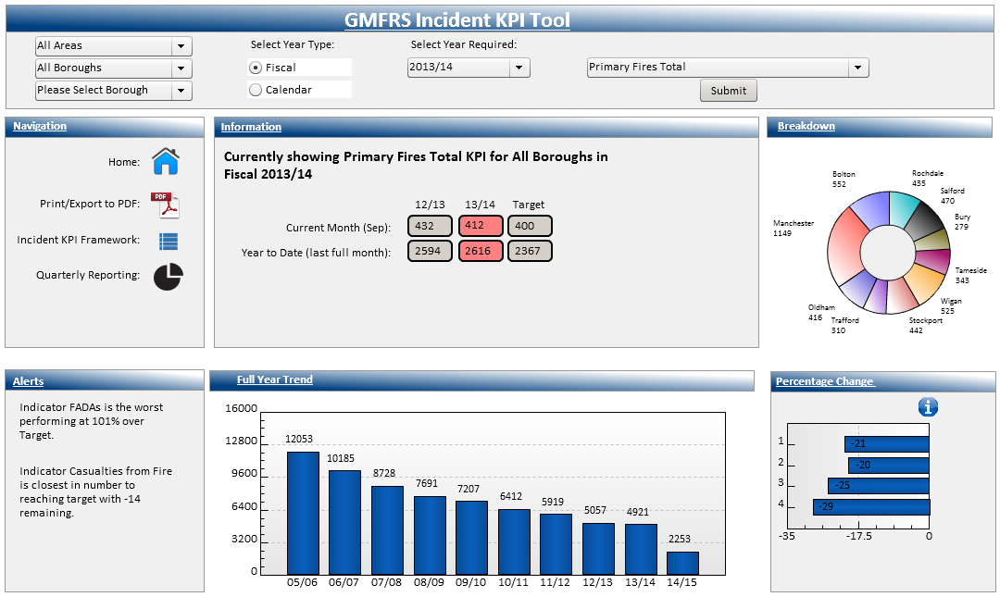 GMFRS Incident KPI Tool
All Areas
All Boroughs
Please Select Borough
Select Year Type:
Fiscal
Calendar
Select Year Required:
2013/14
Primary Fires Total
Submit
Navigation
Home:
Print/Export to PDF:
PDF
Incident KPI Framework:
Quarterly Reporting:
Information
Currently showing Primary Fires Total KPI for All Boroughs in
Fiscal 2013/14
12/13 13/14 Target
Current Month (Sep): 432 412 400
Year to Date (last full month): 2594 2616 2367
Breakdown
Bolton
552
Rochdale
435
Salford
470
Bury
279
Manchester
1149
Tameside
343
Wigan
525
Stockport
442
Trafford
310
Oldham
416
Alerts
Indicator FADAs is the worst
performing at 101% over
Target.
Indicator Casualties from Fire
is closest in number to
reaching target with -14
remaining.
Full Year Trend
16000
12800
9600
6400
3200
0
12053
10185
8728
7691
7207
6412
5919
5057
4921
2253
05/06 06/07 07/08 08/09 09/10 10/11 11/12 12/13 13/14 14/15
Percentage Change
i
1 -21
2 -20
3 -25
4 -29
-35 -17.5 0